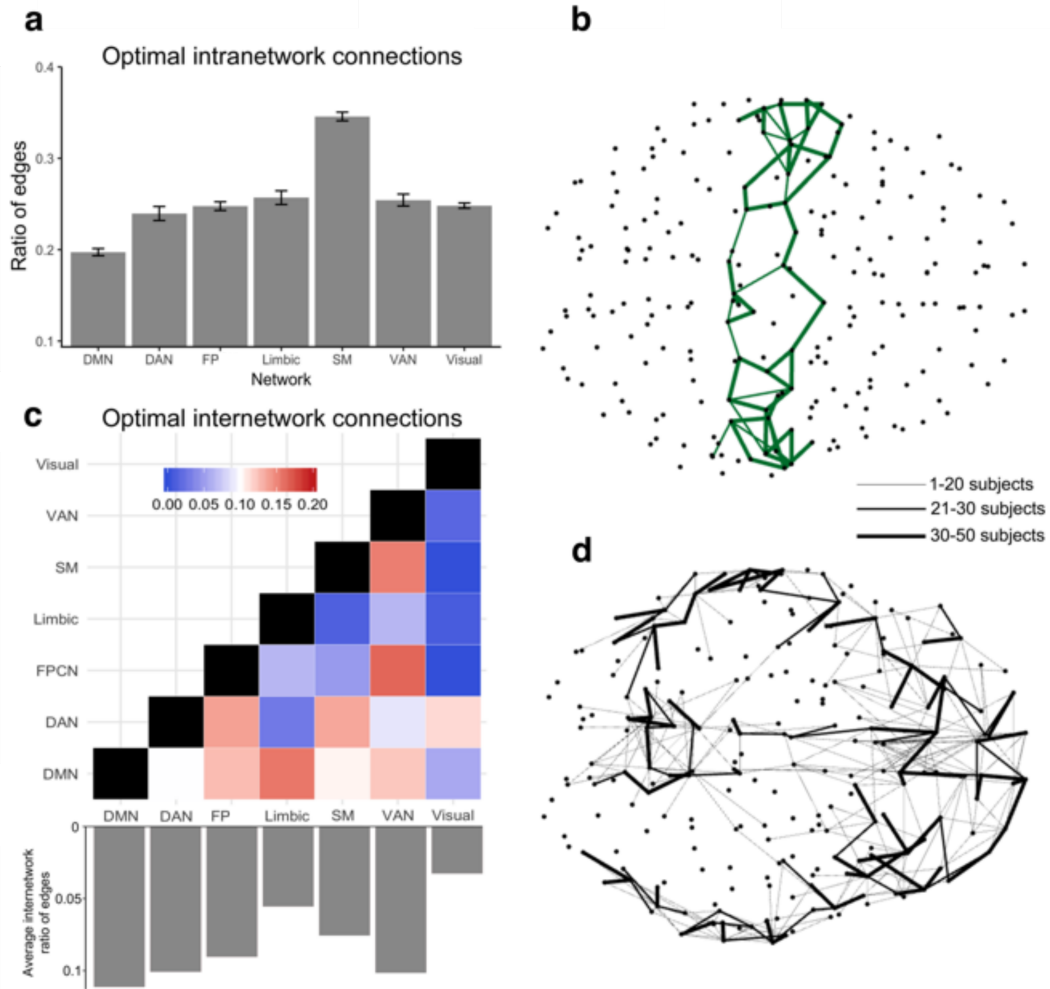 a
Optimal intranetwork connections
0.4
0.3
0.2
0.1
Ratio of edges
DMN DAN FP Limbic SM VAN Visual
Network
b
1-20 subjects
21-30 subjects
30-50 subjects
c
Optimal internetwork connections
0.00 0.05 0.10 0.15 0.20
Visual
VAN
SM
Limbic
FPCN
DAN
DMN
DMN DAN FP Limbic SM VAN Visual
0
0.05
0.1
Average internetwork
ratio of edges
d